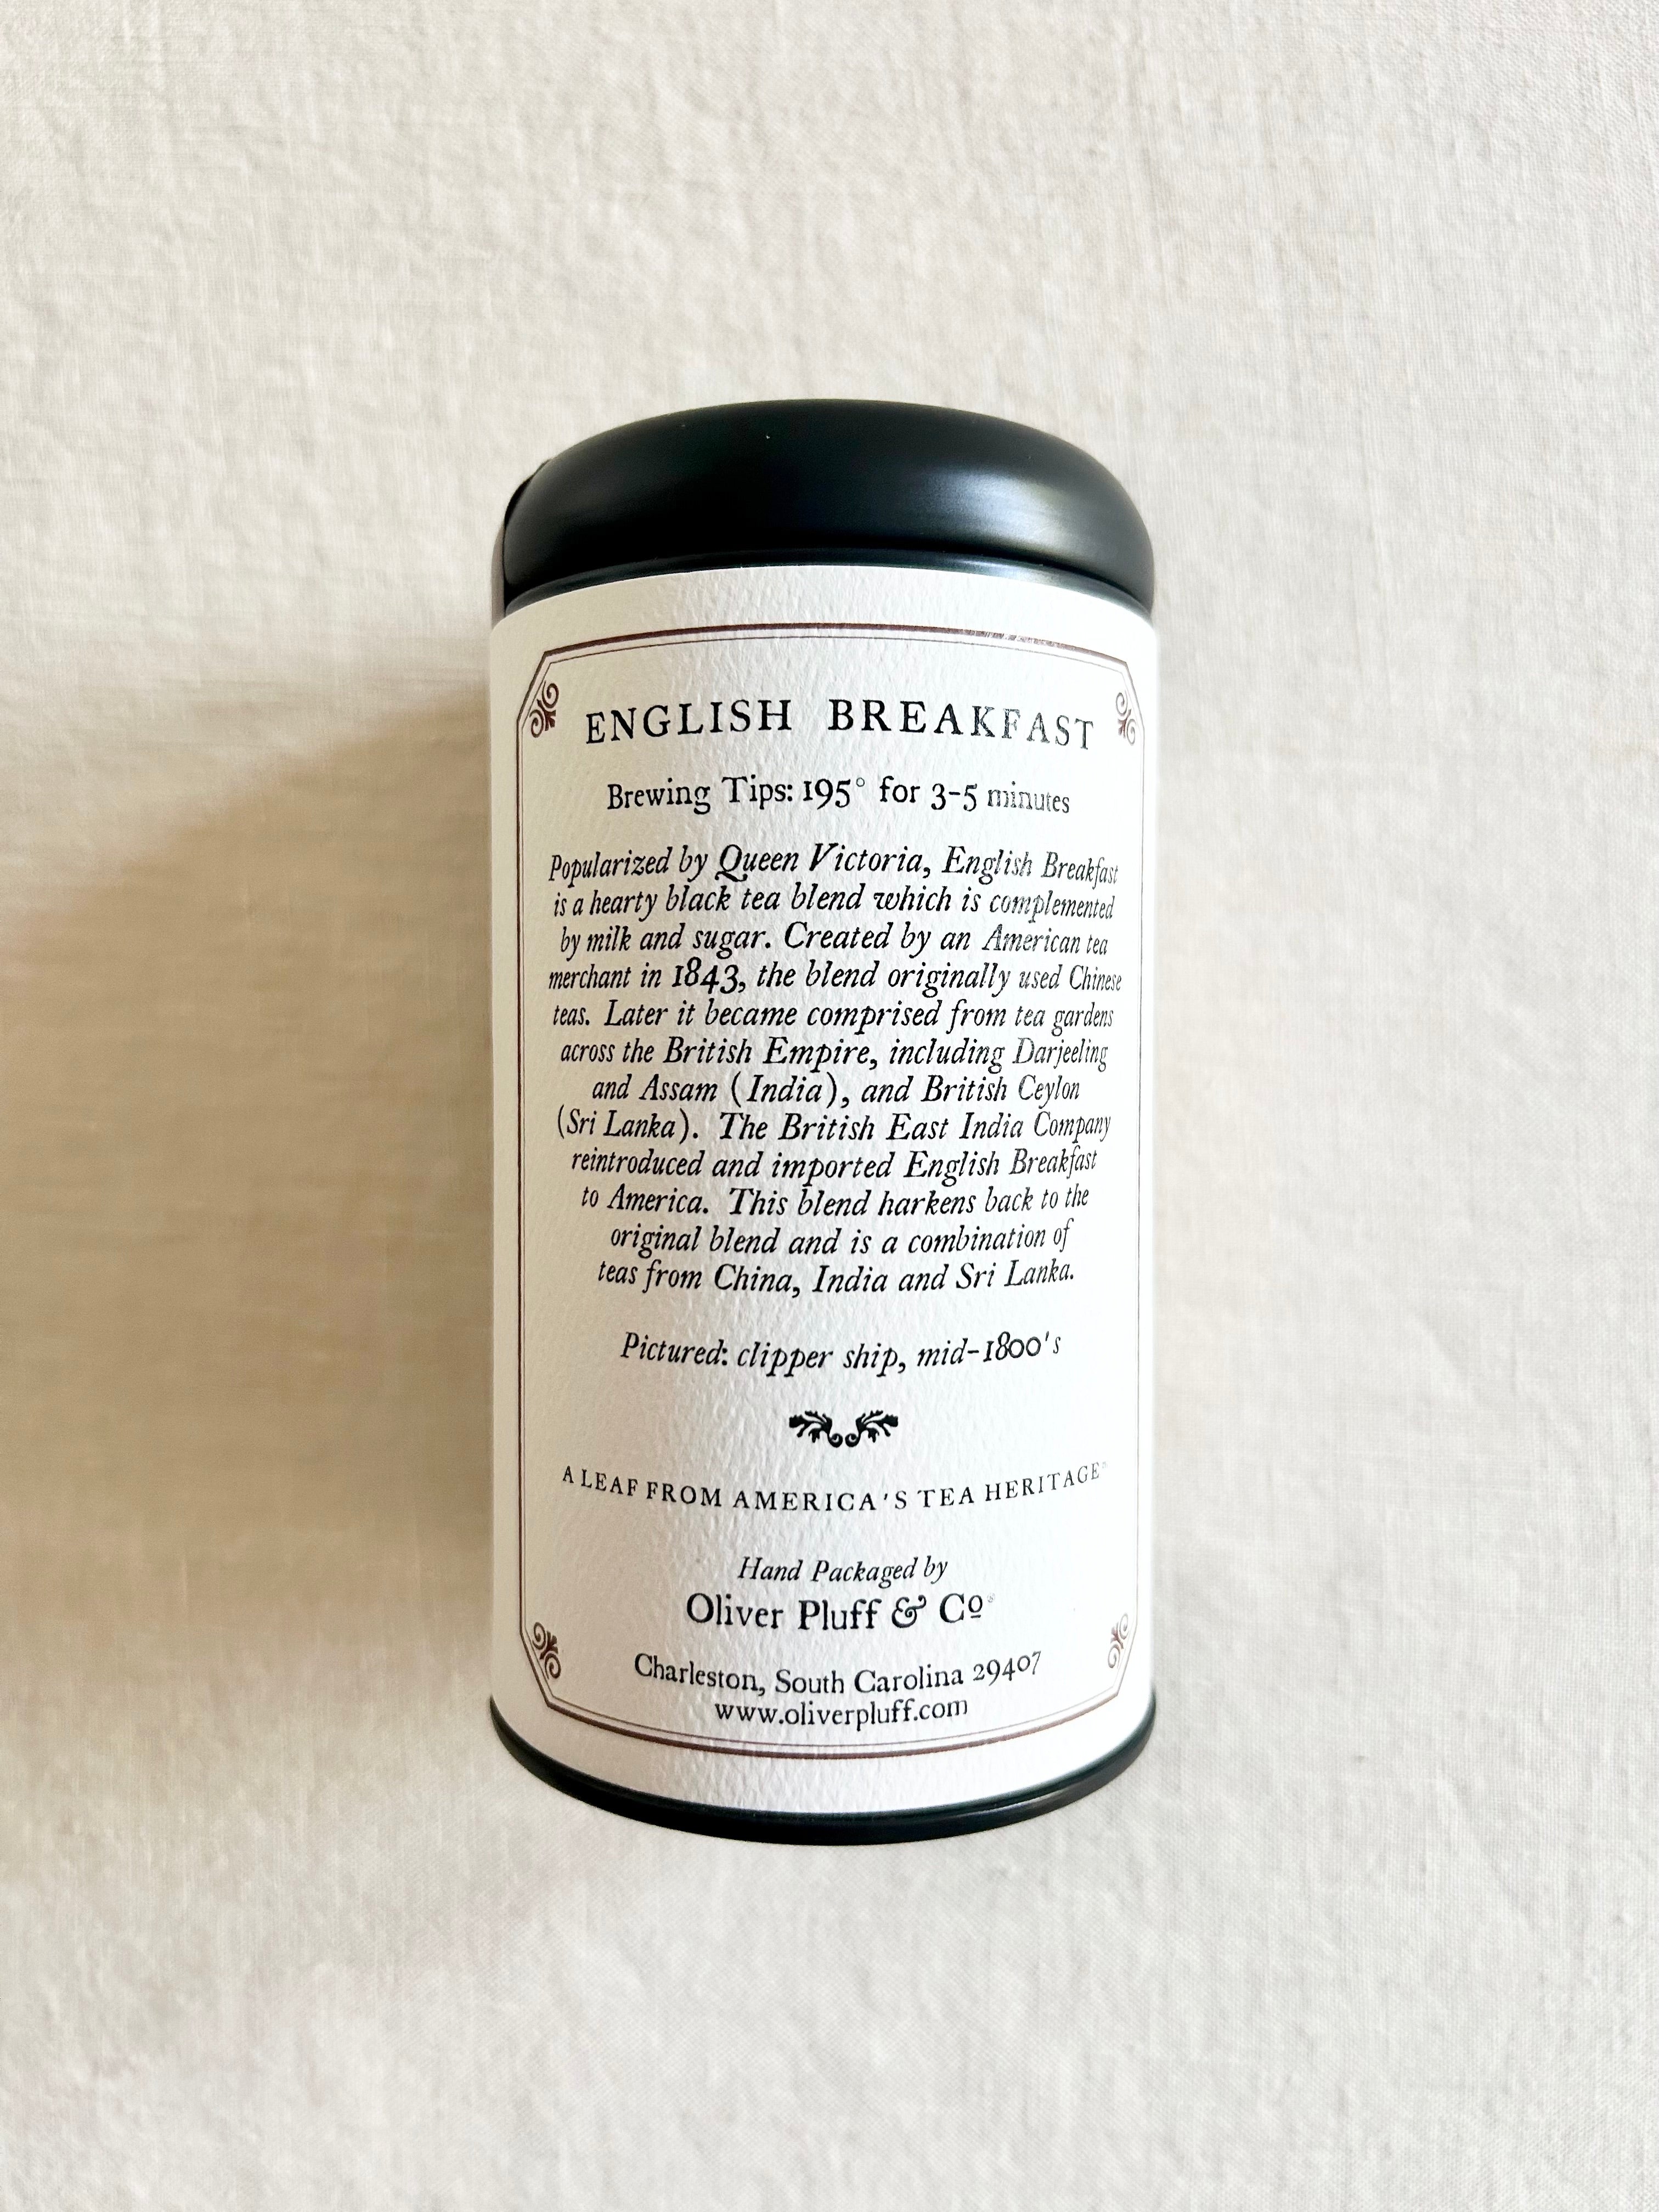 ENGLISH BREAKFAST
Brewing Tips: 195° for 3-5 minutes
Popularized by Queen Victoria, English Breakfast
is a hearty black tea blend which is complemented
by milk and sugar. Created by an American tea
merchant in 1843, the blend originally used Chinese
teas. Later it became comprised from tea gardens
across the British Empire, including Darjeeling
and Assam (India), and British Ceylon
(Sri Lanka). The British East India Company
reintroduced and imported English Breakfast
to America. This blend harkens back to the
original blend and is a combination of
teas from China, India and Sri Lanka.
Pictured: clipper ship, mid-1800's
A LEAF FROM AMERICA'S TEA HERITAGE®
Hand Packaged by
Oliver Pluff & Cº®
Charleston, South Carolina 29407
www.oliverpluff.com